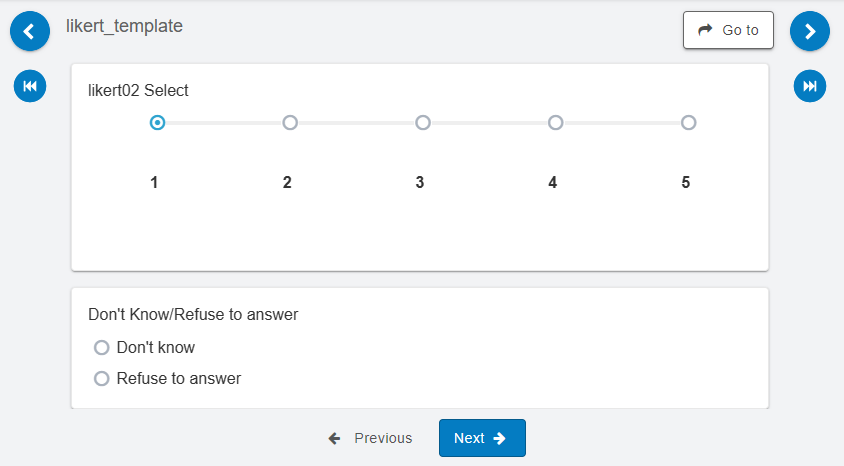 likert_template
Go to
likert02 Select
1 2 3 4 5
Don't Know/Refuse to answer
Don't know
Refuse to answer
Previous Next